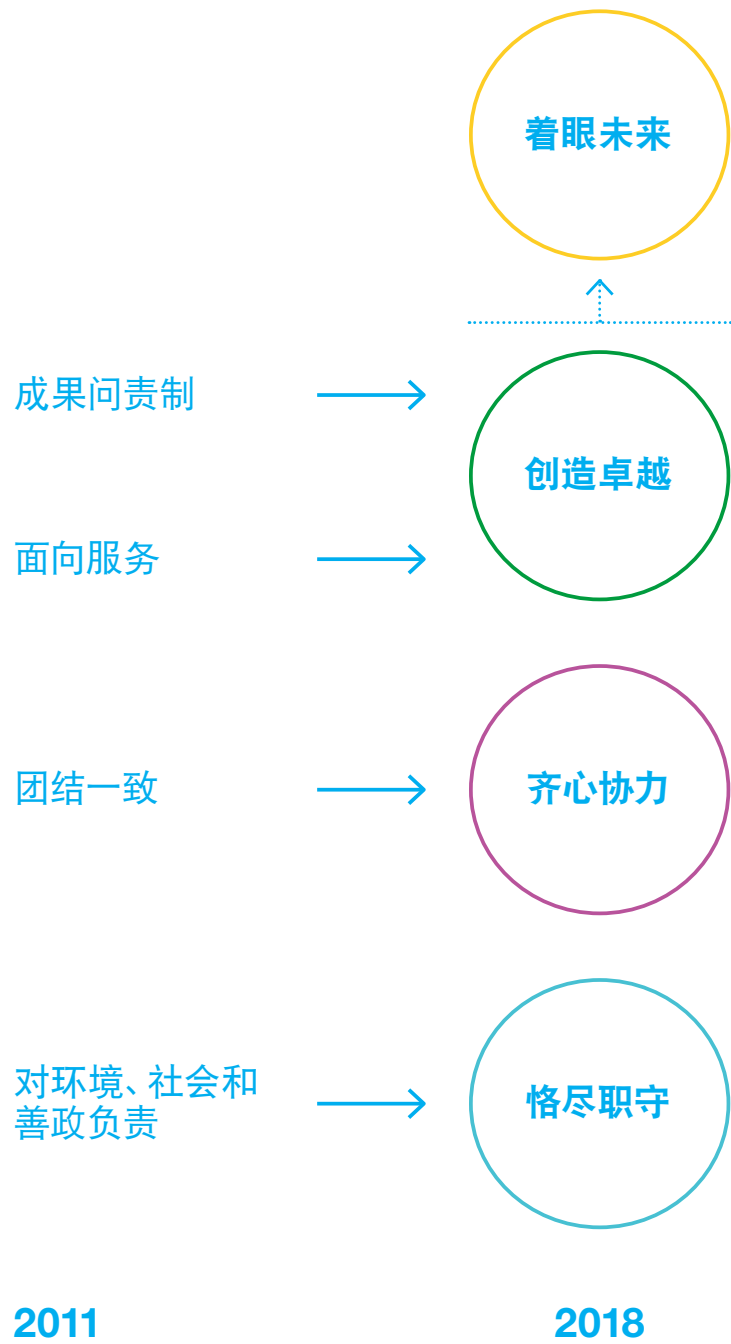 着眼未来
成果问责制
创造卓越
面向服务
团结一致
齐心协力
对环境、社会和
善政负责
恪尽职守
2011
2018